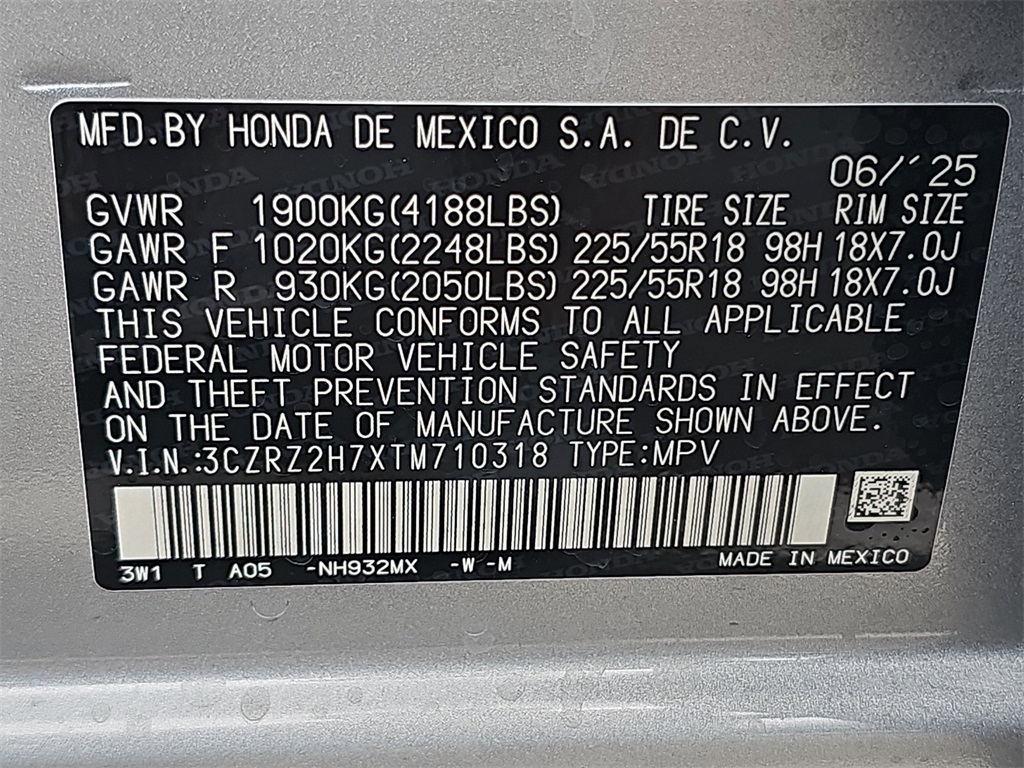 MFD.BY HONDA DE MEXICO S.A. DE C.V.
06/´25
GVWR 1900KG(4188LBS) TIRE SIZE RIM SIZE
GAWR F 1020KG(2248LBS) 225/55R18 98H 18X7.0J
GAWR R 930KG(2050LBS) 225/55R18 98H 18X7.0J
THIS VEHICLE CONFORMS TO ALL APPLICABLE
FEDERAL MOTOR VEHICLE SAFETY
AND THEFT PREVENTION STANDARDS IN EFFECT
ON THE DATE OF MANUFACTURE SHOWN ABOVE.
V.I.N.:3CZRZ2H7XTM710318 TYPE:MPV
3W1 T A05 -NH932MX -W -M MADE IN MEXICO